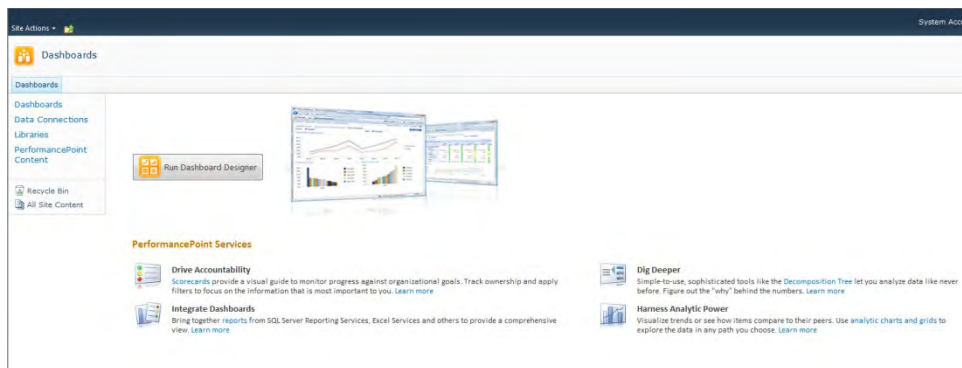 System Acc
Site Actions
Dashboards
Dashboards
Dashboards
Data Connections
Libraries
PerformancePoint
Content
Recycle Bin
All Site Content
Run Dashboard Designer
PerformancePoint Services
Drive Accountability
Scorecards provide a visual guide to monitor progress against organizational goals. Track ownership and apply
filters to focus on the information that is most important to you. Learn more
Integrate Dashboards
Bring together reports from SQL Server Reporting Services, Excel Services and others to provide a comprehensive
view. Learn more
Dig Deeper
Simple-to-use, sophisticated tools like the Decomposition Tree let you analyze data like never
before. Figure out the "why" behind the numbers. Learn more
Harness Analytic Power
Visualize trends or see how items compare to their peers. Use analytic charts and grids to
explore the data in any path you choose. Learn more